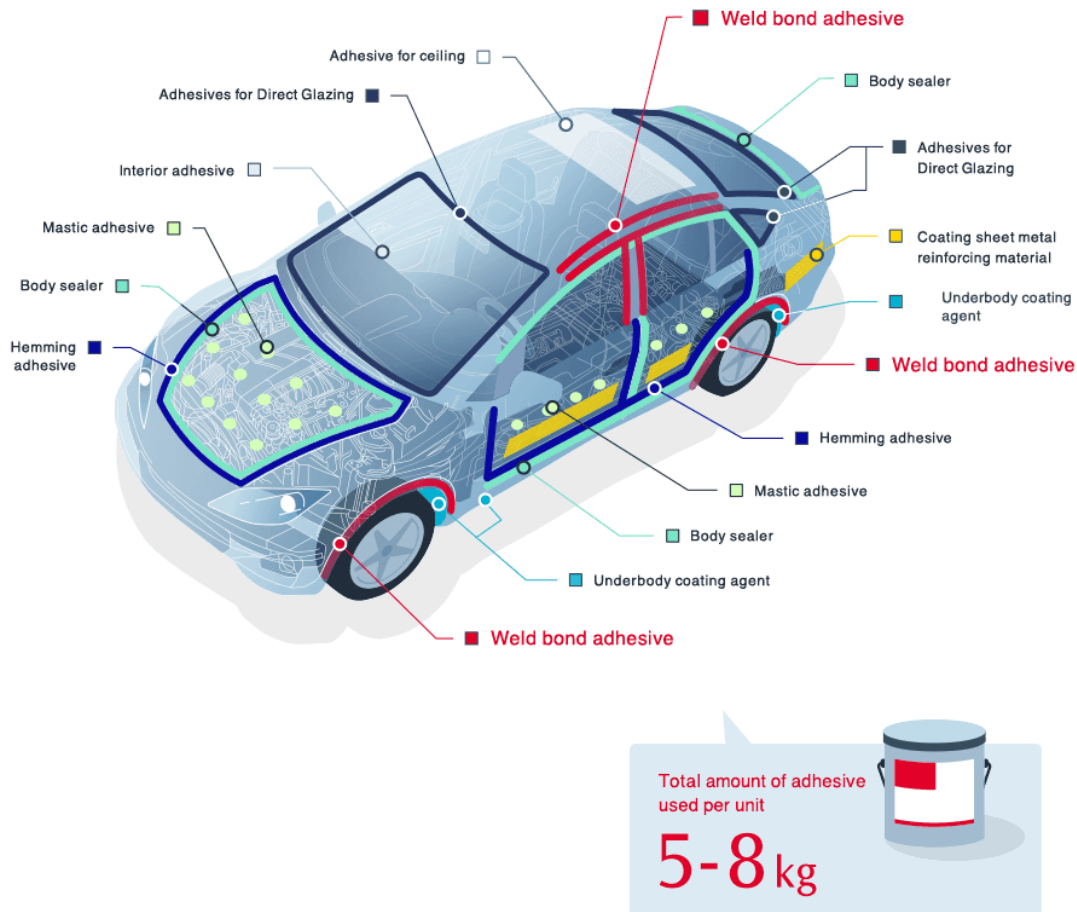 Weld bond adhesive
Adhesive for ceiling
Body sealer
Adhesives for Direct Glazing
Adhesives for
Direct Glazing
Interior adhesive
Mastic adhesive
Coating sheet metal
reinforcing material
Body sealer
Underbody coating
agent
Hemming
adhesive
Weld bond adhesive
Hemming adhesive
Mastic adhesive
Body sealer
Underbody coating agent
Weld bond adhesive
Total amount of adhesive
used per unit
5-8 kg